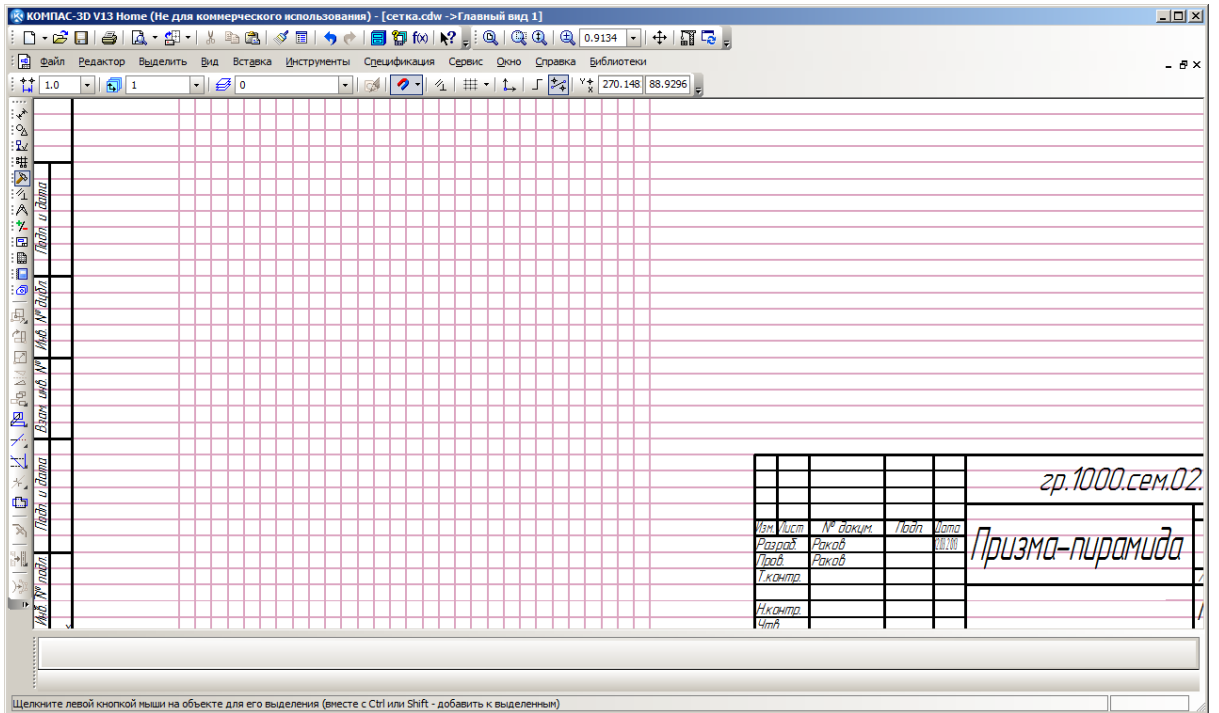 КОМПАС-3D V13 Home (Не для коммерческого использования) - [сетка.cdw ->Главный вид 1]
0.9134
Файл Редактор Выделить Вид Вставка Инструменты Спецификация Сервис Окно Справка Библиотеки
1.0 1 0 270.148 88.9296
Подп. и дата
Инв. № дубл.
Взам. инв. №
Подп. и дата
Инв. № подл.
гр.1000.сем.02.
Изм. Лист № докум. Подп. Дата
Разраб. Раков
Пров. Раков
Т.контр.
Н.контр.
Утв.
Призма-пирамида
Щелкните левой кнопкой мыши на объекте для его выделения (вместе с Ctrl или Shift - добавить к выделенным)